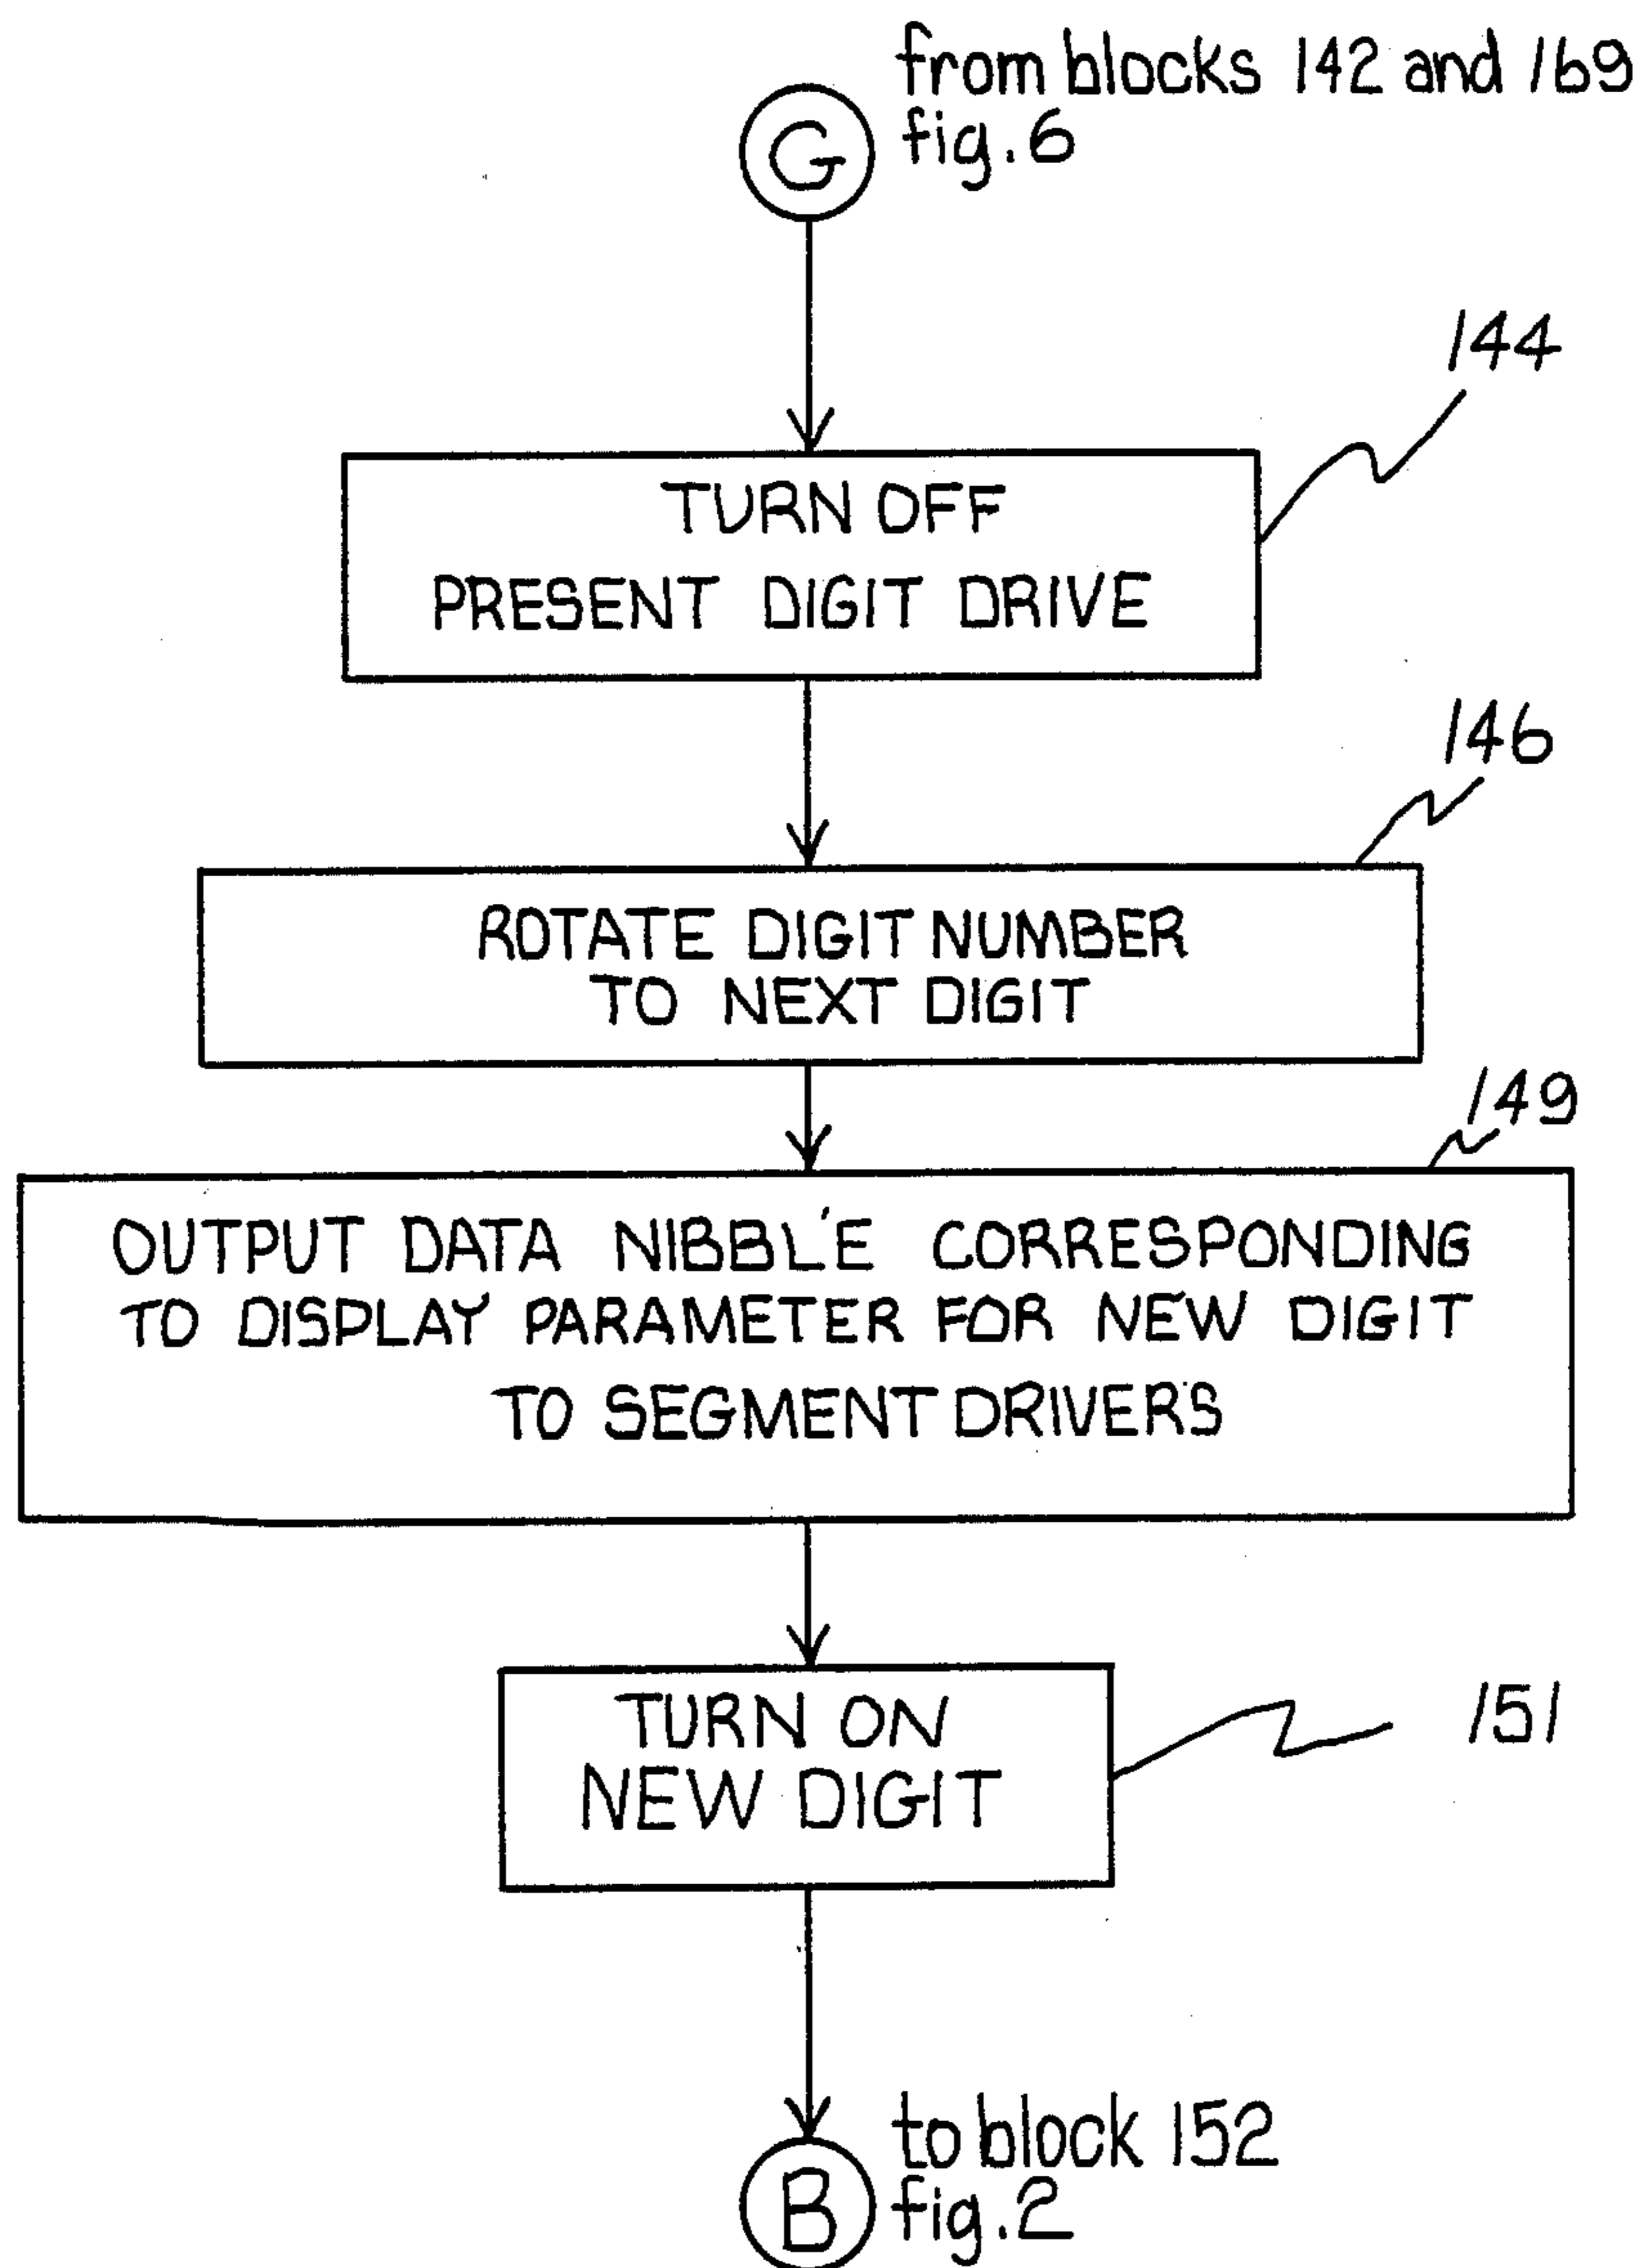 from blocks 142 and 169
fig. 6
G
144
TURN OFF
PRESENT DIGIT DRIVE
146
ROTATE DIGIT NUMBER
TO NEXT DIGIT
149
OUTPUT DATA NIBBLE CORRESPONDING
TO DISPLAY PARAMETER FOR NEW DIGIT
TO SEGMENT DRIVERS
TURN ON
NEW DIGIT
151
to block 152
fig. 2
B